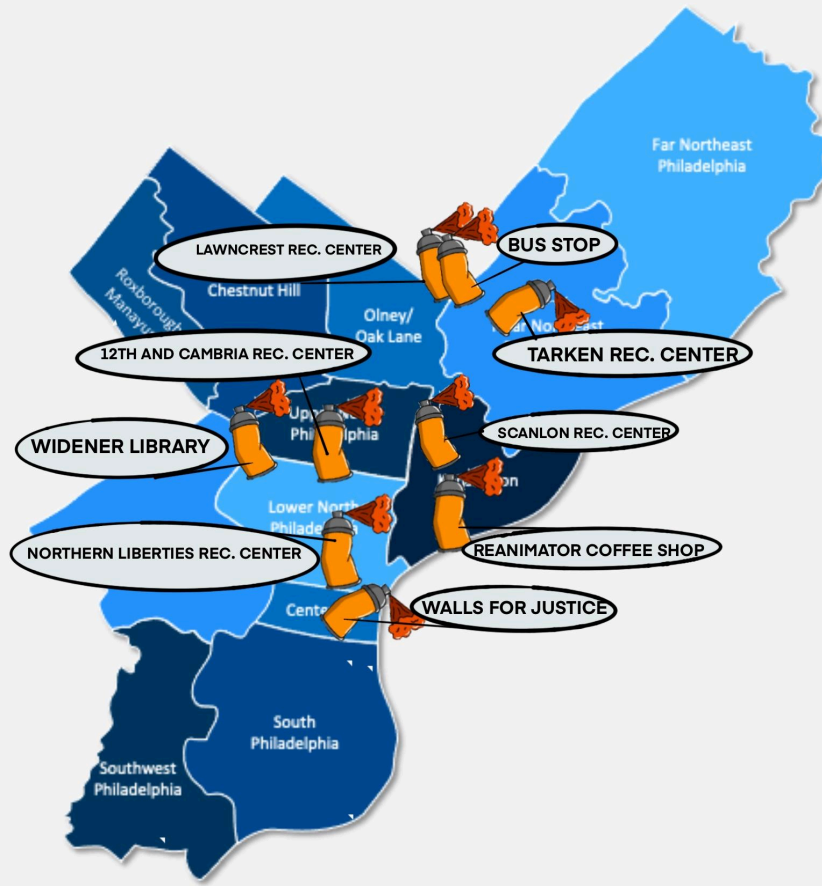 Far Northeast
Philadelphia
LAWNCREST REC. CENTER
BUS STOP
Chestnut Hill
Roxborough
Olney/
Oak Lane
TARKEN REC. CENTER
12TH AND CAMBRIA REC. CENTER
WIDENER LIBRARY
SCANLON REC. CENTER
Lower North
NORTHERN LIBERTIES REC. CENTER
REANIMATOR COFFEE SHOP
WALLS FOR JUSTICE
South
Philadelphia
Southwest
Philadelphia